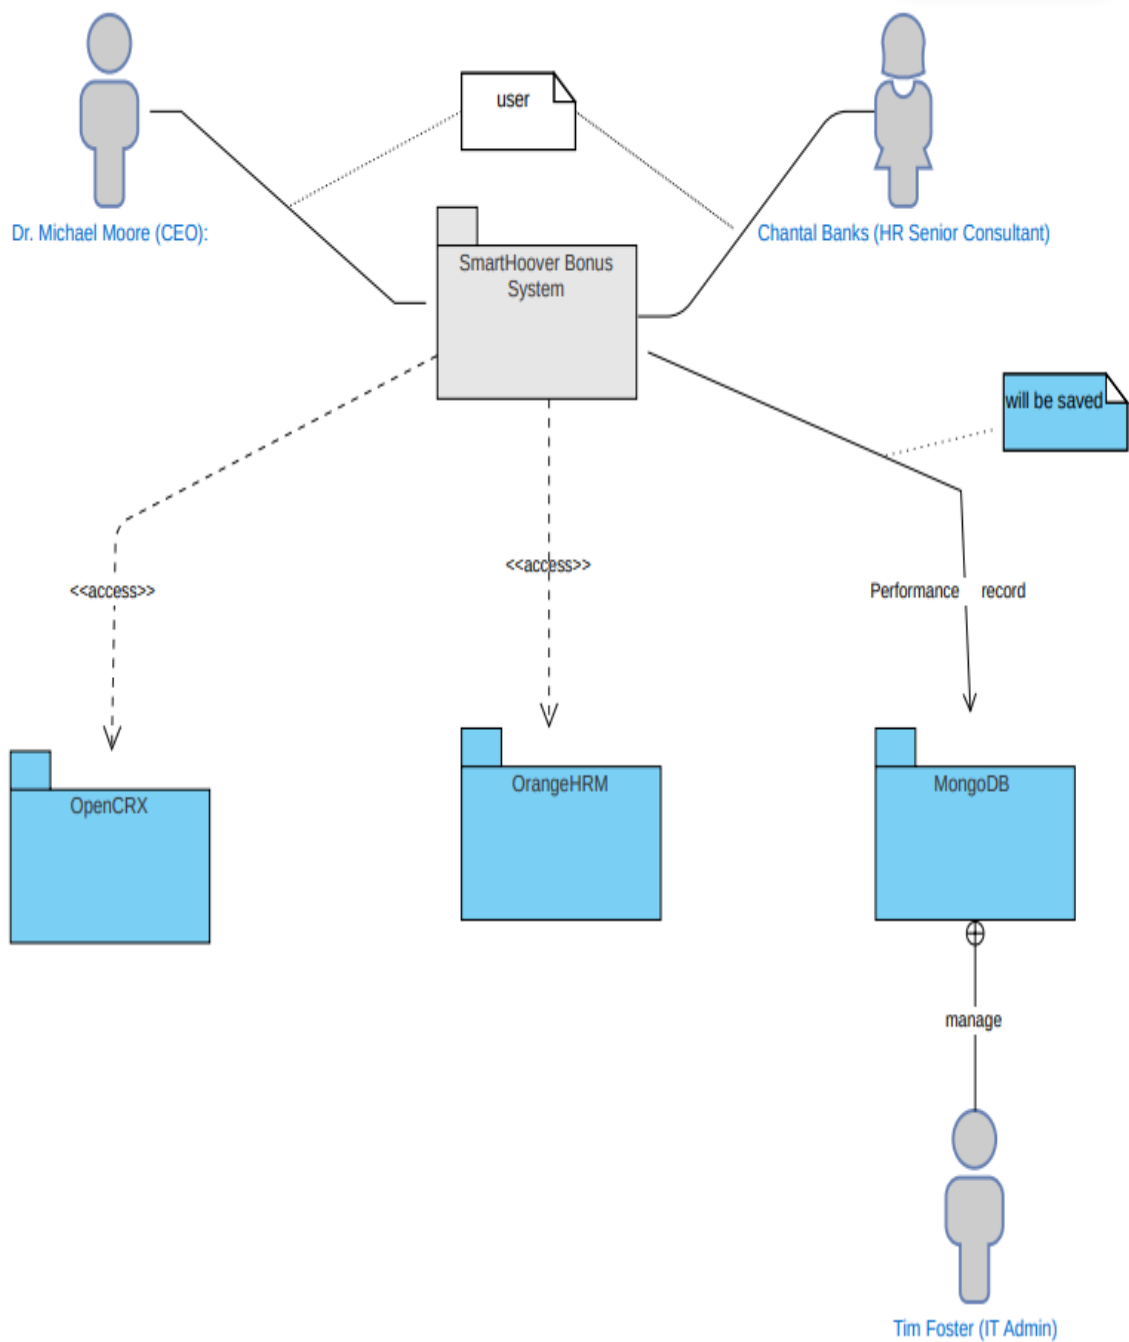 user
Dr. Michael Moore (CEO):
Chantal Banks (HR Senior Consultant)
SmartHoover Bonus
System
will be saved
<<access>>
<<access>>
Performance record
OpenCRX
OrangeHRM
MongoDB
manage
Tim Foster (IT Admin)